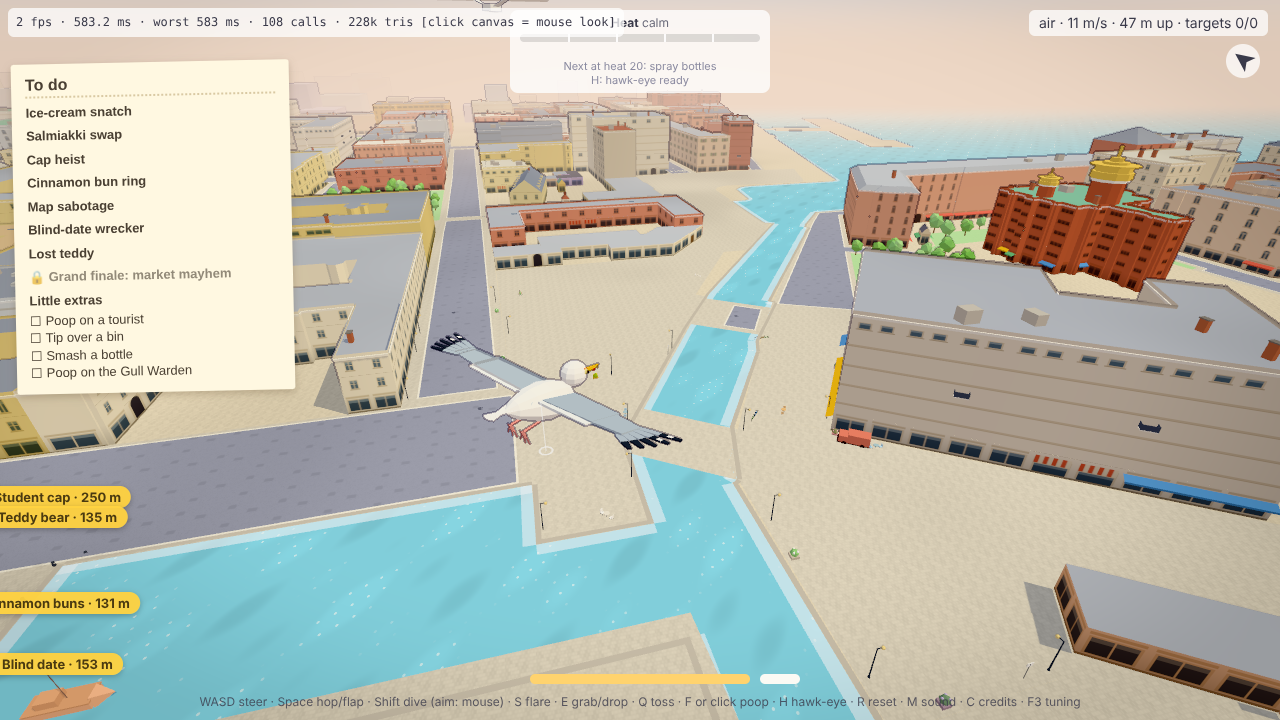 2 fps · 583.2 ms · worst 583 ms · 108 calls · 228k tris [click canvas = mouse look]
eat calm
Next at heat 20: spray bottles
H: hawk-eye ready
air · 11 m/s · 47 m up · targets 0/0
To do
Ice-cream snatch
Salmiakki swap
Cap heist
Cinnamon bun ring
Map sabotage
Blind-date wrecker
Lost teddy
🔒 Grand finale: market mayhem
Little extras
☐ Poop on a tourist
☐ Tip over a bin
☐ Smash a bottle
☐ Poop on the Gull Warden
Student cap · 250 m
Teddy bear · 135 m
nnamon buns · 131 m
Blind date · 153 m
WASD steer · Space hop/flap · Shift dive (aim: mouse) · S flare · E grab/drop · Q toss · F or click poop · H hawk-eye · R reset · M sound · C credits · F3 tuning